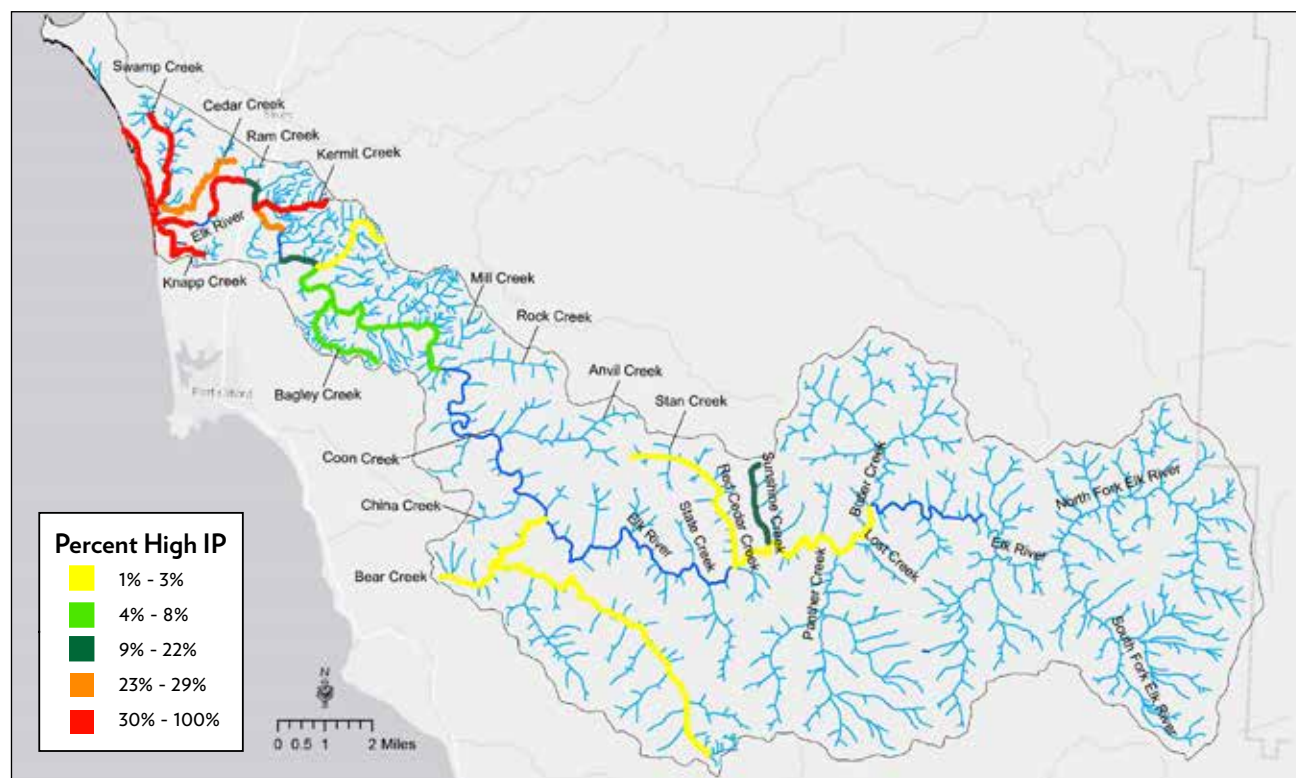 Swamp Creek
Cedar Creek
Ram Creek
Kermit Creek
Elk River
Knapp Creek
Mill Creek
Rock Creek
Bagley Creek
Anvil Creek
Stan Creek
Coon Creek
China Creek
Bear Creek
Elk River
State Creek
Red Cedar Creek
Sunshine Creek
Panther Creek
Butler Creek
Lost Creek
Elk River
North Fork Elk River
South Fork Elk River
Percent High IP
1% - 3%
4% - 8%
9% - 22%
23% - 29%
30% - 100%
N
0 0.5 1 2 Miles